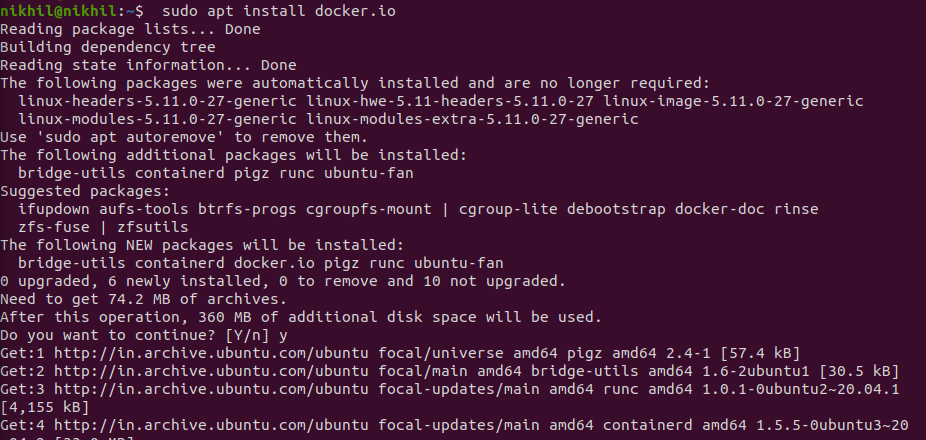 nikhil@nikhil:~$  sudo apt install docker.io
Reading package lists... Done
Building dependency tree
Reading state information... Done
The following packages were automatically installed and are no longer required:
  linux-headers-5.11.0-27-generic linux-hwe-5.11-headers-5.11.0-27 linux-image-5.11.0-27-generic
  linux-modules-5.11.0-27-generic linux-modules-extra-5.11.0-27-generic
Use 'sudo apt autoremove' to remove them.
The following additional packages will be installed:
  bridge-utils containerd pigz runc ubuntu-fan
Suggested packages:
  ifupdown aufs-tools btrfs-progs cgroupfs-mount | cgroup-lite debootstrap docker-doc rinse
  zfs-fuse | zfsutils
The following NEW packages will be installed:
  bridge-utils containerd docker.io pigz runc ubuntu-fan
0 upgraded, 6 newly installed, 0 to remove and 10 not upgraded.
Need to get 74.2 MB of archives.
After this operation, 360 MB of additional disk space will be used.
Do you want to continue? [Y/n] y
Get:1 http://in.archive.ubuntu.com/ubuntu focal/universe amd64 pigz amd64 2.4-1 [57.4 kB]
Get:2 http://in.archive.ubuntu.com/ubuntu focal/main amd64 bridge-utils amd64 1.6-2ubuntu1 [30.5 kB]
Get:3 http://in.archive.ubuntu.com/ubuntu focal-updates/main amd64 runc amd64 1.0.1-0ubuntu2~20.04.1
[4,155 kB]
Get:4 http://in.archive.ubuntu.com/ubuntu focal-updates/main amd64 containerd amd64 1.5.5-0ubuntu3~20